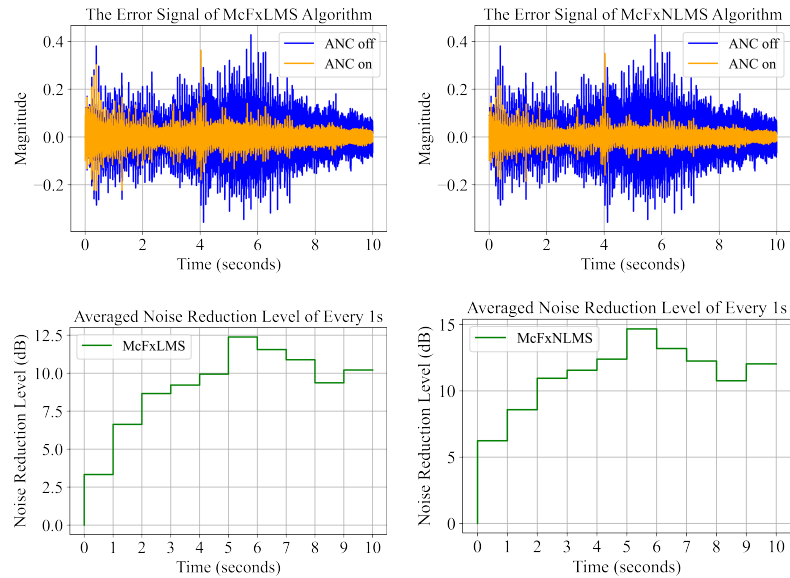 The Error Signal of McFxLMS Algorithm
0.4
0.2
0.0
−0.2
Magnitude
ANC off
ANC on
0 2 4 6 8 10
Time (seconds)
The Error Signal of McFxNLMS Algorithm
0.4
0.2
0.0
−0.2
Magnitude
ANC off
ANC on
0 2 4 6 8 10
Time (seconds)
Averaged Noise Reduction Level of Every 1s
12.5
10.0
7.5
5.0
2.5
0.0
Noise Reduction Level (dB)
McFxLMS
0 1 2 3 4 5 6 7 8 9 10
Time (seconds)
Averaged Noise Reduction Level of Every 1s
15
10
5
0
Noise Reduction Level (dB)
McFxNLMS
0 1 2 3 4 5 6 7 8 9 10
Time (seconds)